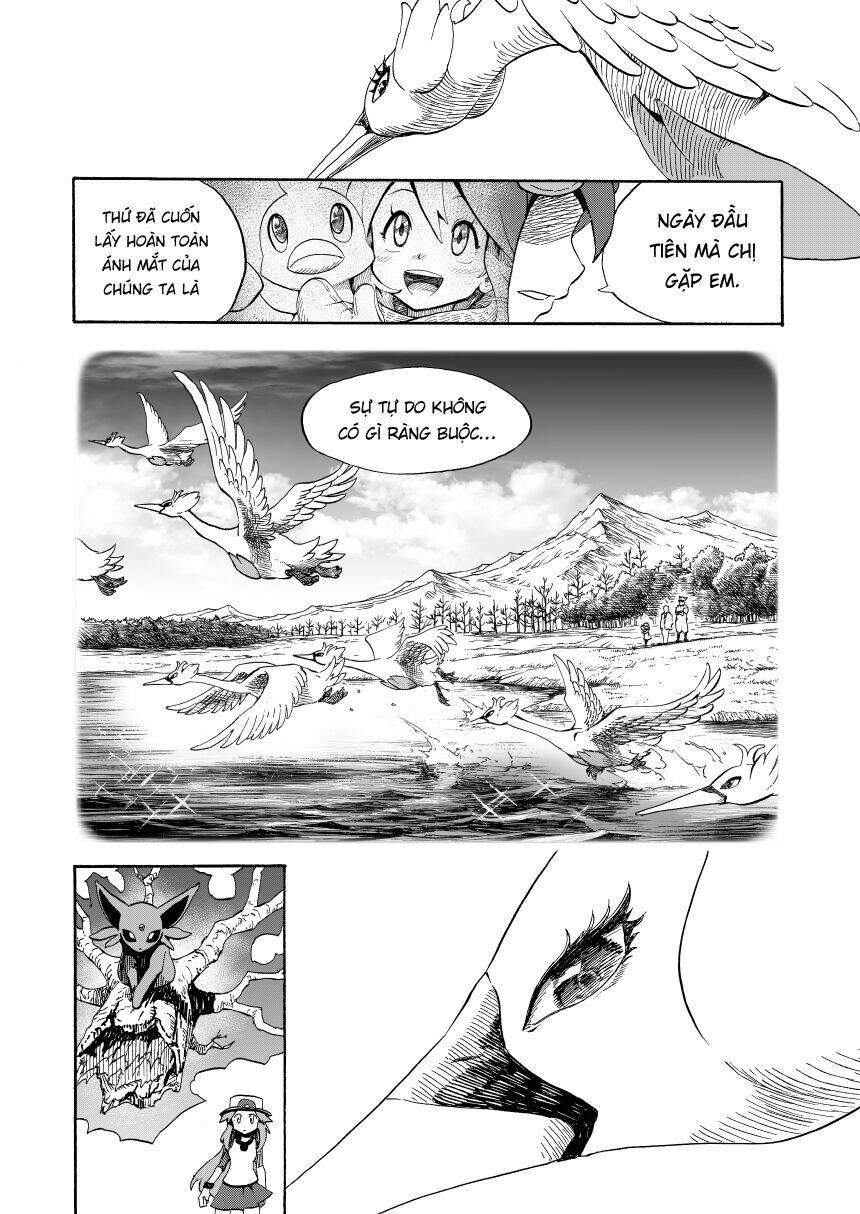 NGÀY ĐẦU
TIÊN MÀ CHỊ
GẶP EM.
THỨ ĐÃ CUỐN
LẤY HOÀN TOÀN
ÁNH MẮT CỦA
CHÚNG TA LÀ
SỰ TỰ DO KHÔNG
CÓ GÌ RÀNG BUỘC...